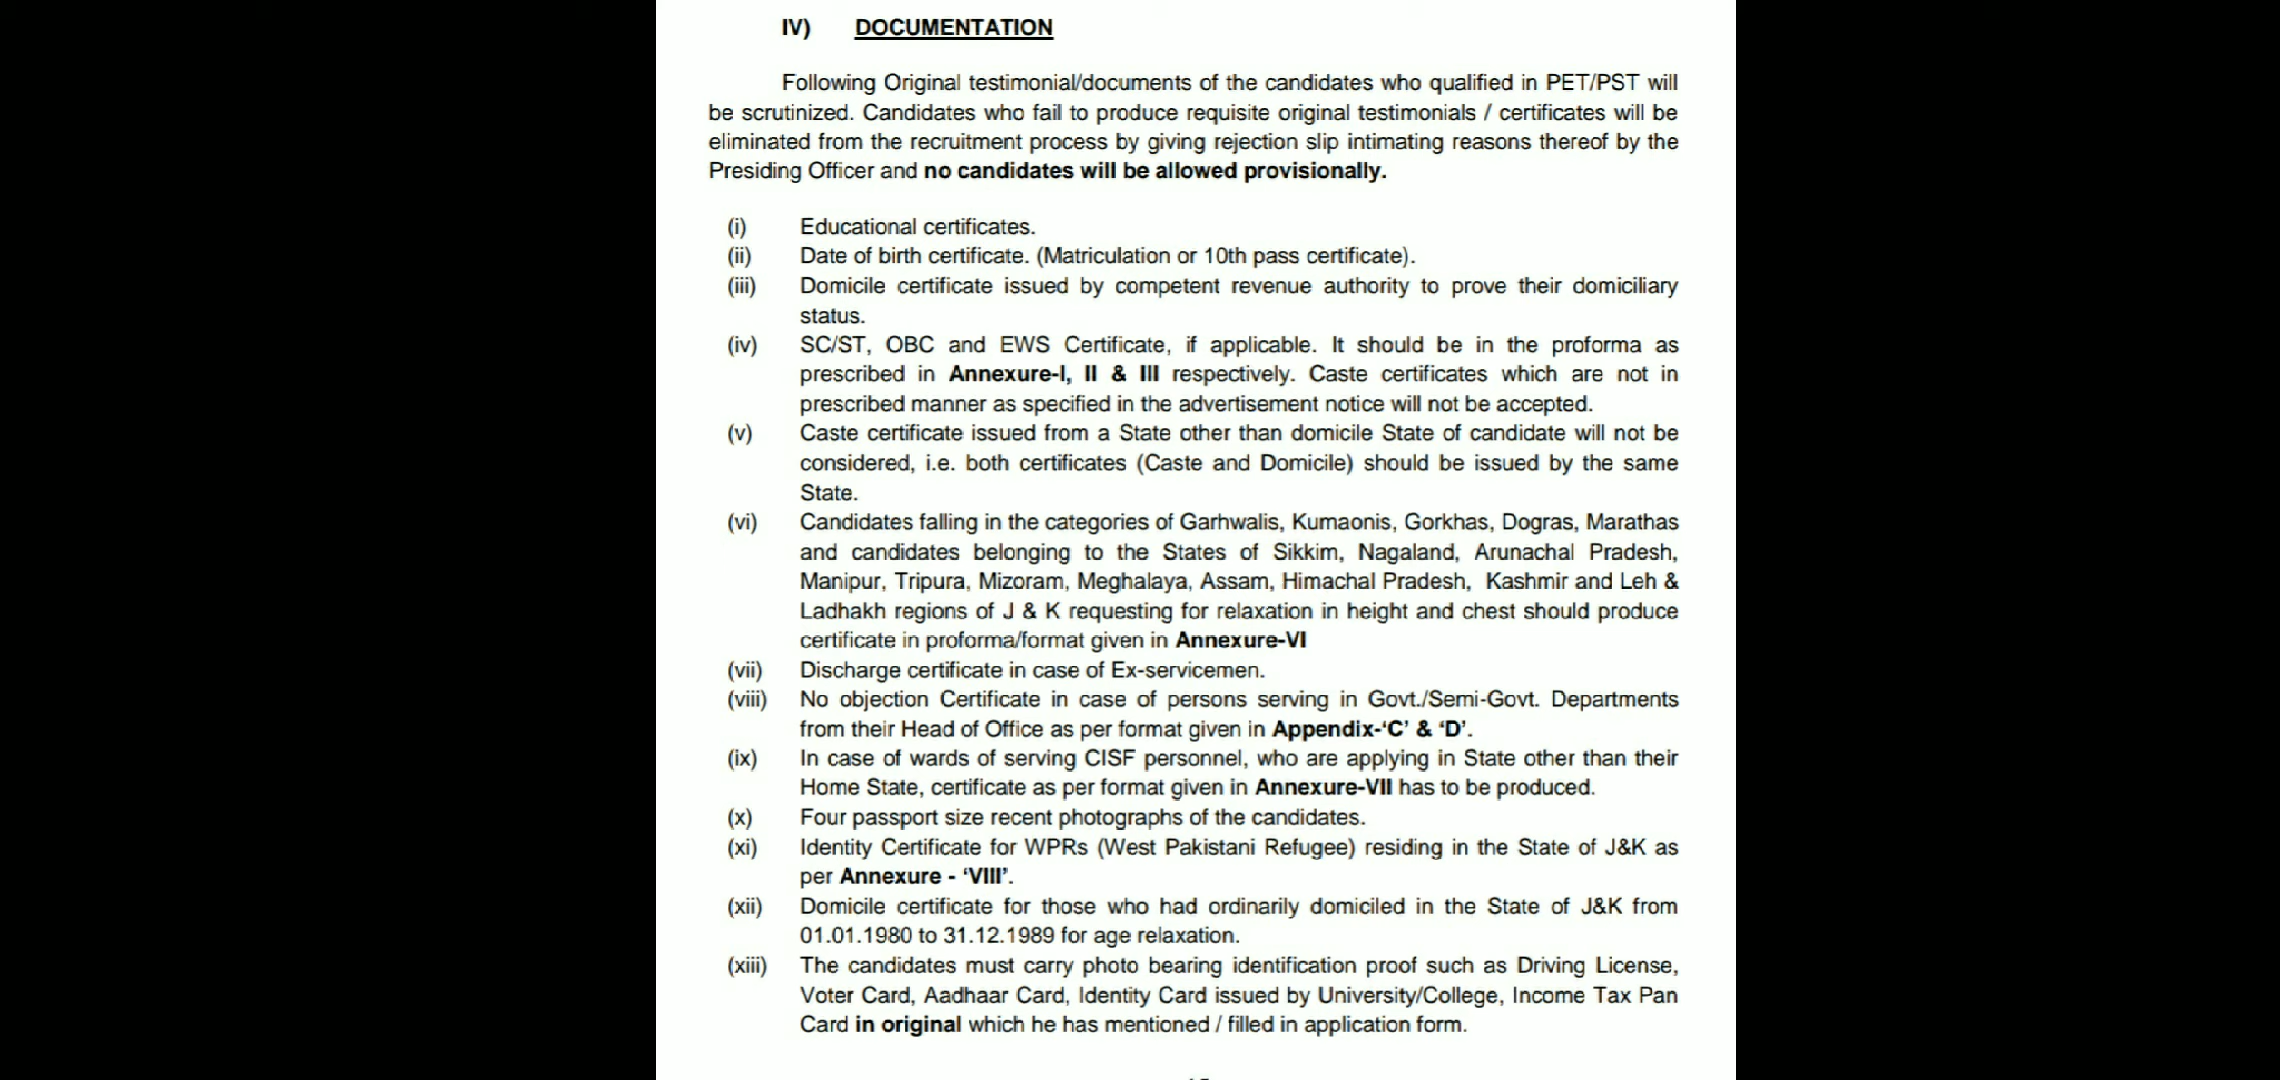 IV) DOCUMENTATION
Following Original testimonial/documents of the candidates who qualified in PET/PST will
be scrutinized. Candidates who fail to produce requisite original testimonials / certificates will be
eliminated from the recruitment process by giving rejection slip intimating reasons thereof by the
Presiding Officer and no candidates will be allowed provisionally.
(i) Educational certificates.
(ii) Date of birth certificate. (Matriculation or 10th pass certificate).
(iii) Domicile certificate issued by competent revenue authority to prove their domiciliary
status.
(iv) SC/ST, OBC and EWS Certificate, if applicable. It should be in the proforma as
prescribed in Annexure-I, II & III respectively. Caste certificates which are not in
prescribed manner as specified in the advertisement notice will not be accepted.
(v) Caste certificate issued from a State other than domicile State of candidate will not be
considered, i.e. both certificates (Caste and Domicile) should be issued by the same
State.
(vi) Candidates falling in the categories of Garhwalis, Kumaonis, Gorkhas, Dogras, Marathas
and candidates belonging to the States of Sikkim, Nagaland, Arunachal Pradesh,
Manipur, Tripura, Mizoram, Meghalaya, Assam, Himachal Pradesh, Kashmir and Leh &
Ladhakh regions of J & K requesting for relaxation in height and chest should produce
certificate in proforma/format given in Annexure-VI
(vii) Discharge certificate in case of Ex-servicemen.
(viii) No objection Certificate in case of persons serving in Govt./Semi-Govt. Departments
from their Head of Office as per format given in Appendix-‘C’ & ‘D’.
(ix) In case of wards of serving CISF personnel, who are applying in State other than their
Home State, certificate as per format given in Annexure-VII has to be produced.
(x) Four passport size recent photographs of the candidates.
(xi) Identity Certificate for WPRs (West Pakistani Refugee) residing in the State of J&K as
per Annexure - ‘VIII’.
(xii) Domicile certificate for those who had ordinarily domiciled in the State of J&K from
01.01.1980 to 31.12.1989 for age relaxation.
(xiii) The candidates must carry photo bearing identification proof such as Driving License,
Voter Card, Aadhaar Card, Identity Card issued by University/College, Income Tax Pan
Card in original which he has mentioned / filled in application form.